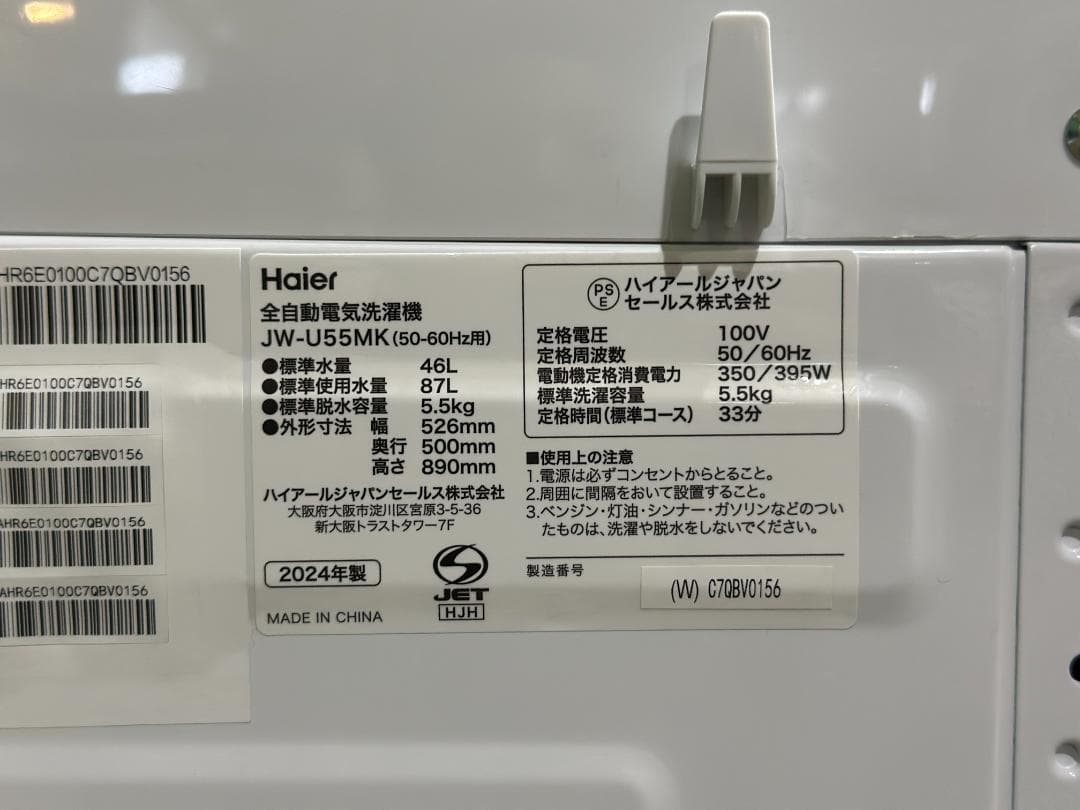 HR6E0100C7QBV0156
HR6E0100C7QBV0156
HR6E0100C7QBV0156
AHR6E0100C7QBV0156
AHR6E0100C7QBV0156
Haier
全自動電気洗濯機
JW-U55MK(50-60Hz用)
●標準水量 46L
●標準使用水量 87L
●標準脱水容量 5.5kg
●外形寸法 幅 526mm
奥行 500mm
高さ 890mm
ハイアールジャパンセールス株式会社
大阪府大阪市淀川区宮原3-5-36
新大阪トラストタワー7F
2024年製
JET
HJH
MADE IN CHINA
PS
E
ハイアールジャパン
セールス株式会社
定格電圧 100V
定格周波数 50/60Hz
電動機定格消費電力 350/395W
標準洗濯容量 5.5kg
定格時間(標準コース) 33分
■使用上の注意
1.電源は必ずコンセントからとること。
2.周囲に間隔をおいて設置すること。
3.ベンジン・灯油・シンナー・ガソリンなどのつい
たものは、洗濯や脱水をしないでください。
製造番号
(W) C7QBV0156